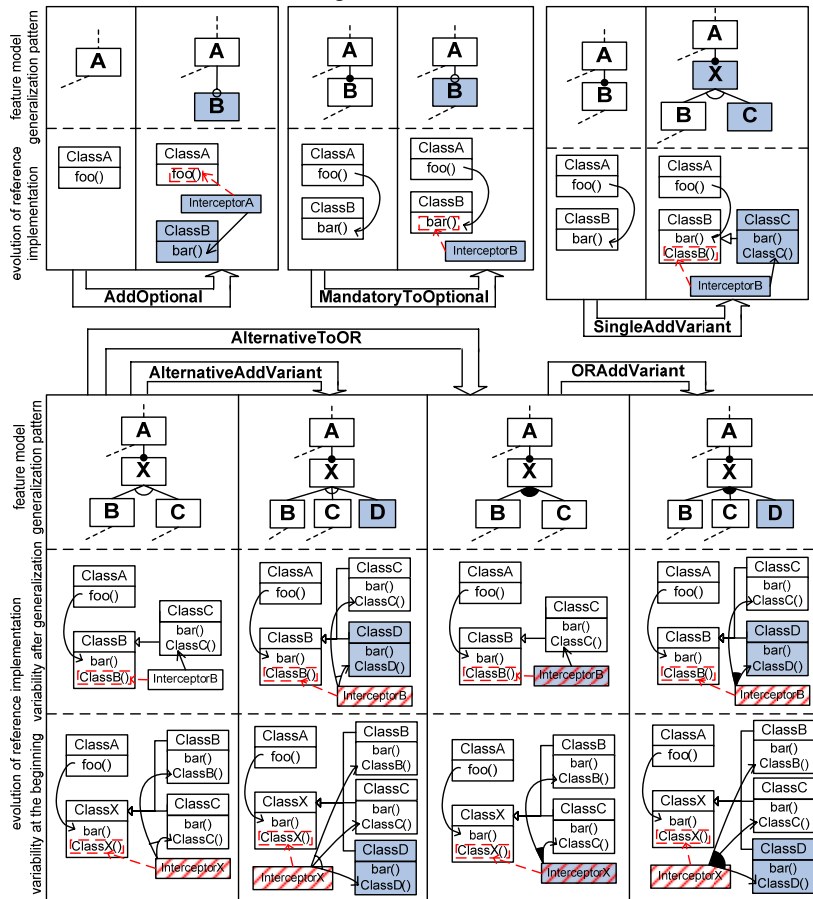 feature model
generalization pattern
A
A
B
A
B
A
B
A
B
A
X
B
C
evolution of reference
implementation
ClassA
foo()
ClassA
foo()
InterceptorA
ClassB
bar()
ClassA
foo()
ClassB
bar()
ClassA
foo()
ClassB
bar()
InterceptorB
ClassA
foo()
ClassB
bar()
ClassA
foo()
ClassB
bar()
ClassB()
ClassC
bar()
ClassC()
InterceptorB
AddOptional
MandatoryToOptional
SingleAddVariant
AlternativeToOR
AlternativeAddVariant
ORAddVariant
feature model
generalization pattern
A
X
B
C
A
X
B
C
D
A
X
B
C
A
X
B
C
D
evolution of reference implementation
variability after generalization
ClassA
foo()
ClassC
bar()
ClassC()
ClassB
bar()
ClassB()
InterceptorB
ClassA
foo()
ClassC
bar()
ClassC()
ClassB
bar()
ClassB()
ClassD
bar()
ClassD()
InterceptorB
ClassA
foo()
ClassC
bar()
ClassC()
ClassB
bar()
ClassB()
InterceptorB
ClassA
foo()
ClassC
bar()
ClassC()
ClassB
bar()
ClassB()
ClassD
bar()
ClassD()
InterceptorB
evolution of reference implementation
variability at the beginning
ClassA
foo()
ClassB
bar()
ClassB()
ClassX
bar()
ClassX()
ClassC
bar()
ClassC()
InterceptorX
ClassA
foo()
ClassB
bar()
ClassB()
ClassX
bar()
ClassX()
ClassC
bar()
ClassC()
ClassD
bar()
ClassD()
InterceptorX
ClassA
foo()
ClassB
bar()
ClassB()
ClassX
bar()
ClassX()
ClassC
bar()
ClassC()
InterceptorX
ClassA
foo()
ClassB
bar()
ClassB()
ClassX
bar()
ClassX()
ClassC
bar()
ClassC()
ClassD
bar()
ClassD()
InterceptorX